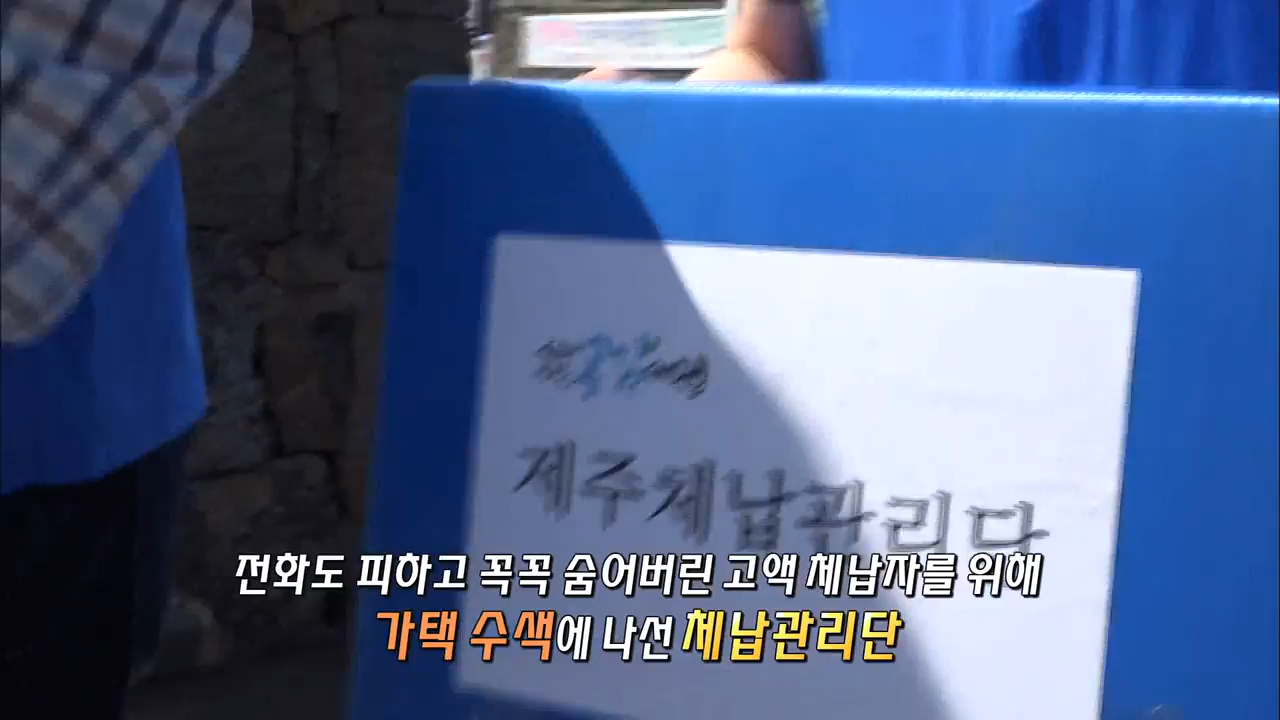 제주체납관리단
전화도 피하고 꼭꼭 숨어버린 고액 체납자를 위해
가택 수색에 나선 체납관리단